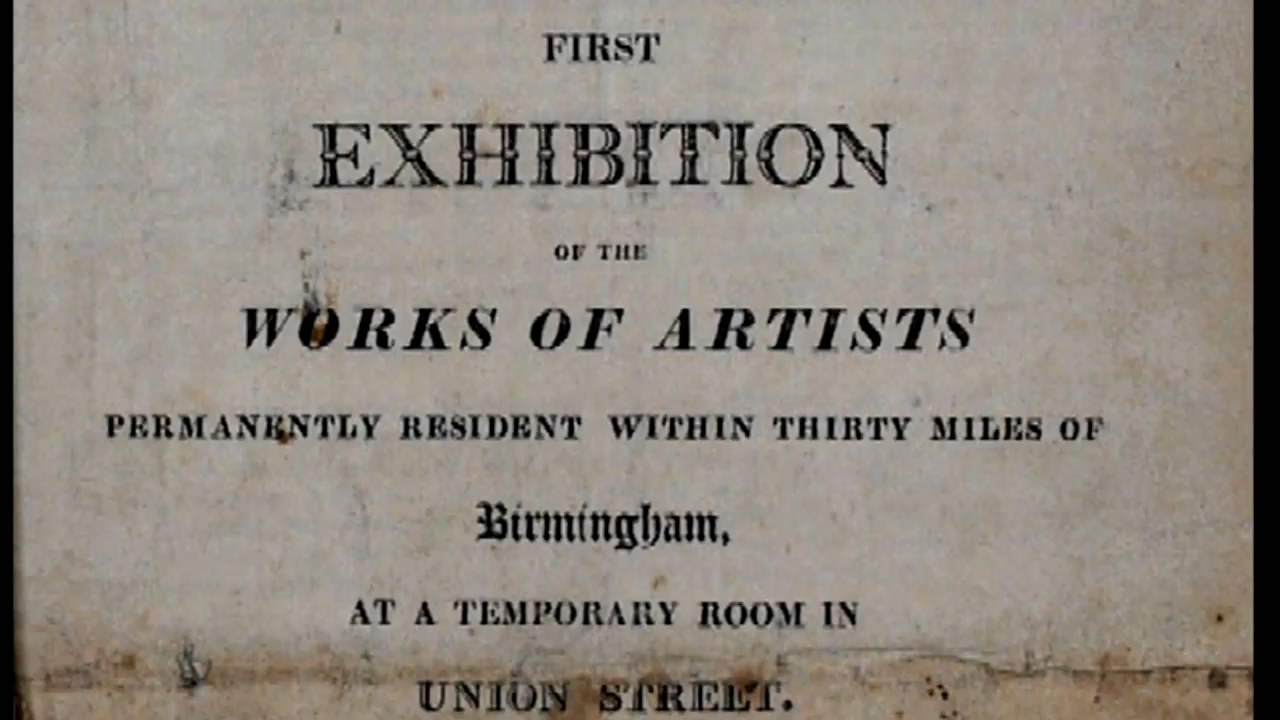 FIRST
EXHIBITION
OF THE
WORKS OF ARTISTS
PERMANENTLY RESIDENT WITHIN THIRTY MILES OF
Birmingham,
AT A TEMPORARY ROOM IN
UNION STREET.